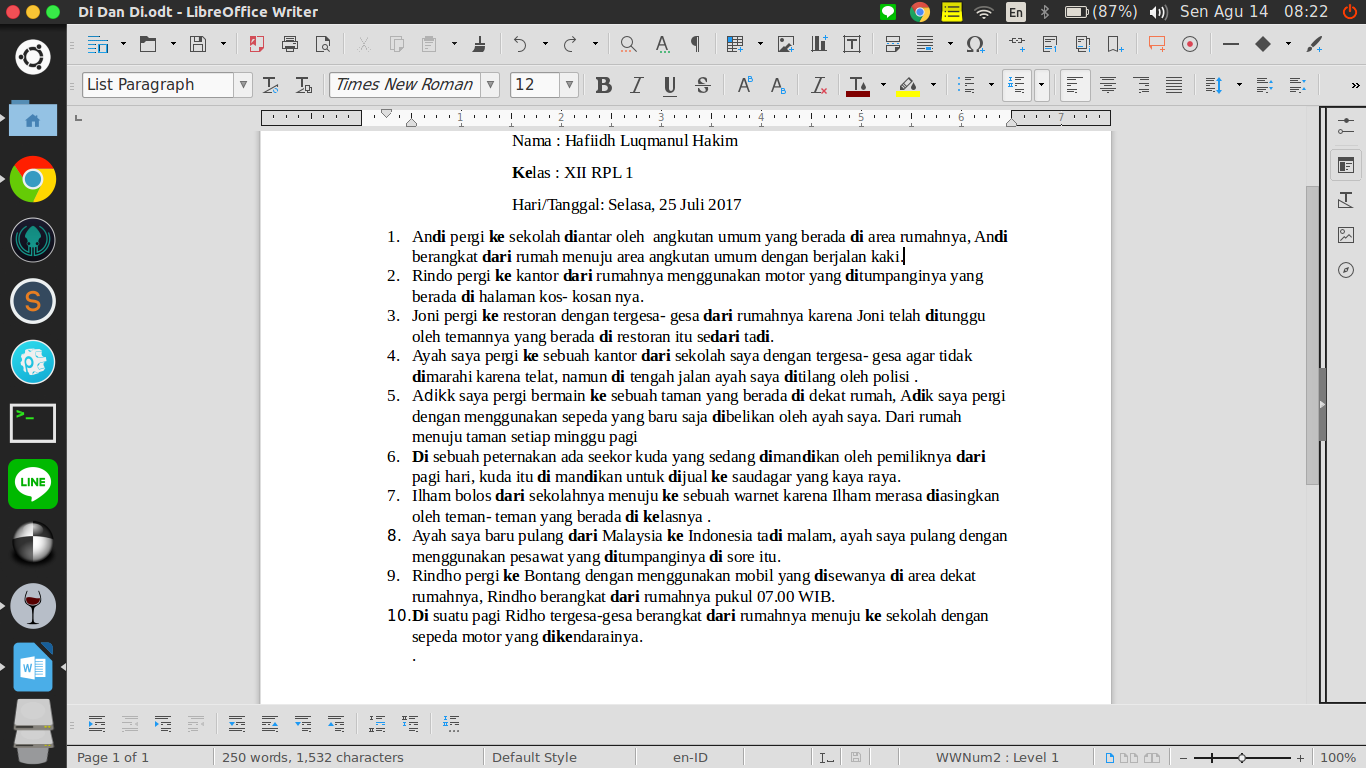 Di Dan Di.odt - LibreOffice Writer
En (87%) Sen Agu 14 08:22
List Paragraph Times New Roman 12
1 2 3 4 5 6 7
Nama : Hafiidh Luqmanul Hakim
Kelas : XII RPL 1
Hari/Tanggal: Selasa, 25 Juli 2017
1. Andi pergi ke sekolah diantar oleh  angkutan umum yang berada di area rumahnya, Andi
berangkat dari rumah menuju area angkutan umum dengan berjalan kaki.
2. Rindo pergi ke kantor dari rumahnya menggunakan motor yang ditumpanginya yang
berada di halaman kos- kosan nya.
3. Joni pergi ke restoran dengan tergesa- gesa dari rumahnya karena Joni telah ditunggu
oleh temannya yang berada di restoran itu sedari tadi.
4. Ayah saya pergi ke sebuah kantor dari sekolah saya dengan tergesa- gesa agar tidak
dimarahi karena telat, namun di tengah jalan ayah saya ditilang oleh polisi .
5. Adikk saya pergi bermain ke sebuah taman yang berada di dekat rumah, Adik saya pergi
dengan menggunakan sepeda yang baru saja dibelikan oleh ayah saya. Dari rumah
menuju taman setiap minggu pagi
6. Di sebuah peternakan ada seekor kuda yang sedang dimandikan oleh pemiliknya dari
pagi hari, kuda itu di mandikan untuk dijual ke saudagar yang kaya raya.
7. Ilham bolos dari sekolahnya menuju ke sebuah warnet karena Ilham merasa diasingkan
oleh teman- teman yang berada di kelasnya .
8. Ayah saya baru pulang dari Malaysia ke Indonesia tadi malam, ayah saya pulang dengan
menggunakan pesawat yang ditumpanginya di sore itu.
9. Rindho pergi ke Bontang dengan menggunakan mobil yang disewanya di area dekat
rumahnya, Rindho berangkat dari rumahnya pukul 07.00 WIB.
10. Di suatu pagi Ridho tergesa-gesa berangkat dari rumahnya menuju ke sekolah dengan
sepeda motor yang dikendarainya.
.
LINE
Page 1 of 1 250 words, 1,532 characters Default Style en-ID WWNum2 : Level 1 100%